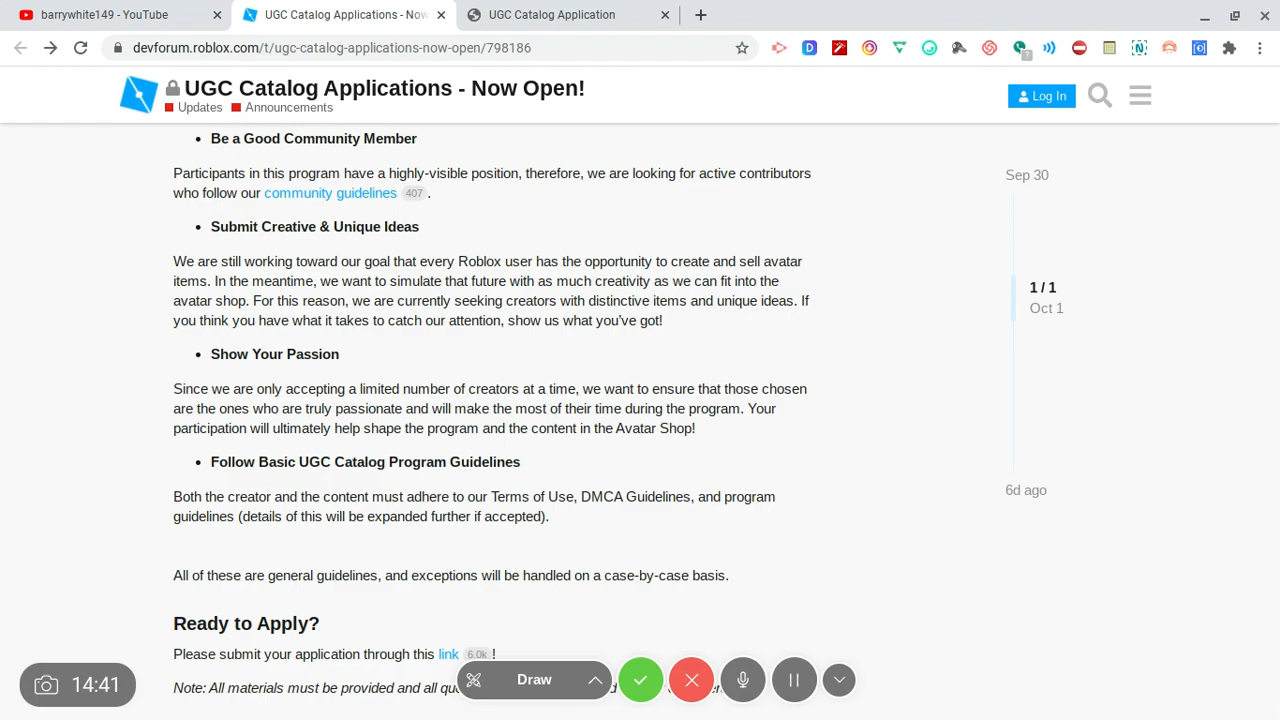 barrywhite149 - YouTube
UGC Catalog Applications - Now
UGC Catalog Application
devforum.roblox.com/t/ugc-catalog-applications-now-open/798186
UGC Catalog Applications - Now Open!
Updates Announcements
Log In
• Be a Good Community Member
Participants in this program have a highly-visible position, therefore, we are looking for active contributors
who follow our community guidelines 407 .
• Submit Creative & Unique Ideas
We are still working toward our goal that every Roblox user has the opportunity to create and sell avatar
items. In the meantime, we want to simulate that future with as much creativity as we can fit into the
avatar shop. For this reason, we are currently seeking creators with distinctive items and unique ideas. If
you think you have what it takes to catch our attention, show us what you've got!
• Show Your Passion
Since we are only accepting a limited number of creators at a time, we want to ensure that those chosen
are the ones who are truly passionate and will make the most of their time during the program. Your
participation will ultimately help shape the program and the content in the Avatar Shop!
• Follow Basic UGC Catalog Program Guidelines
Both the creator and the content must adhere to our Terms of Use, DMCA Guidelines, and program
guidelines (details of this will be expanded further if accepted).
All of these are general guidelines, and exceptions will be handled on a case-by-case basis.
Ready to Apply?
Please submit your application through this link 6.0k !
Note: All materials must be provided and all
Sep 30
1 / 1
Oct 1
6d ago
14:41
Draw